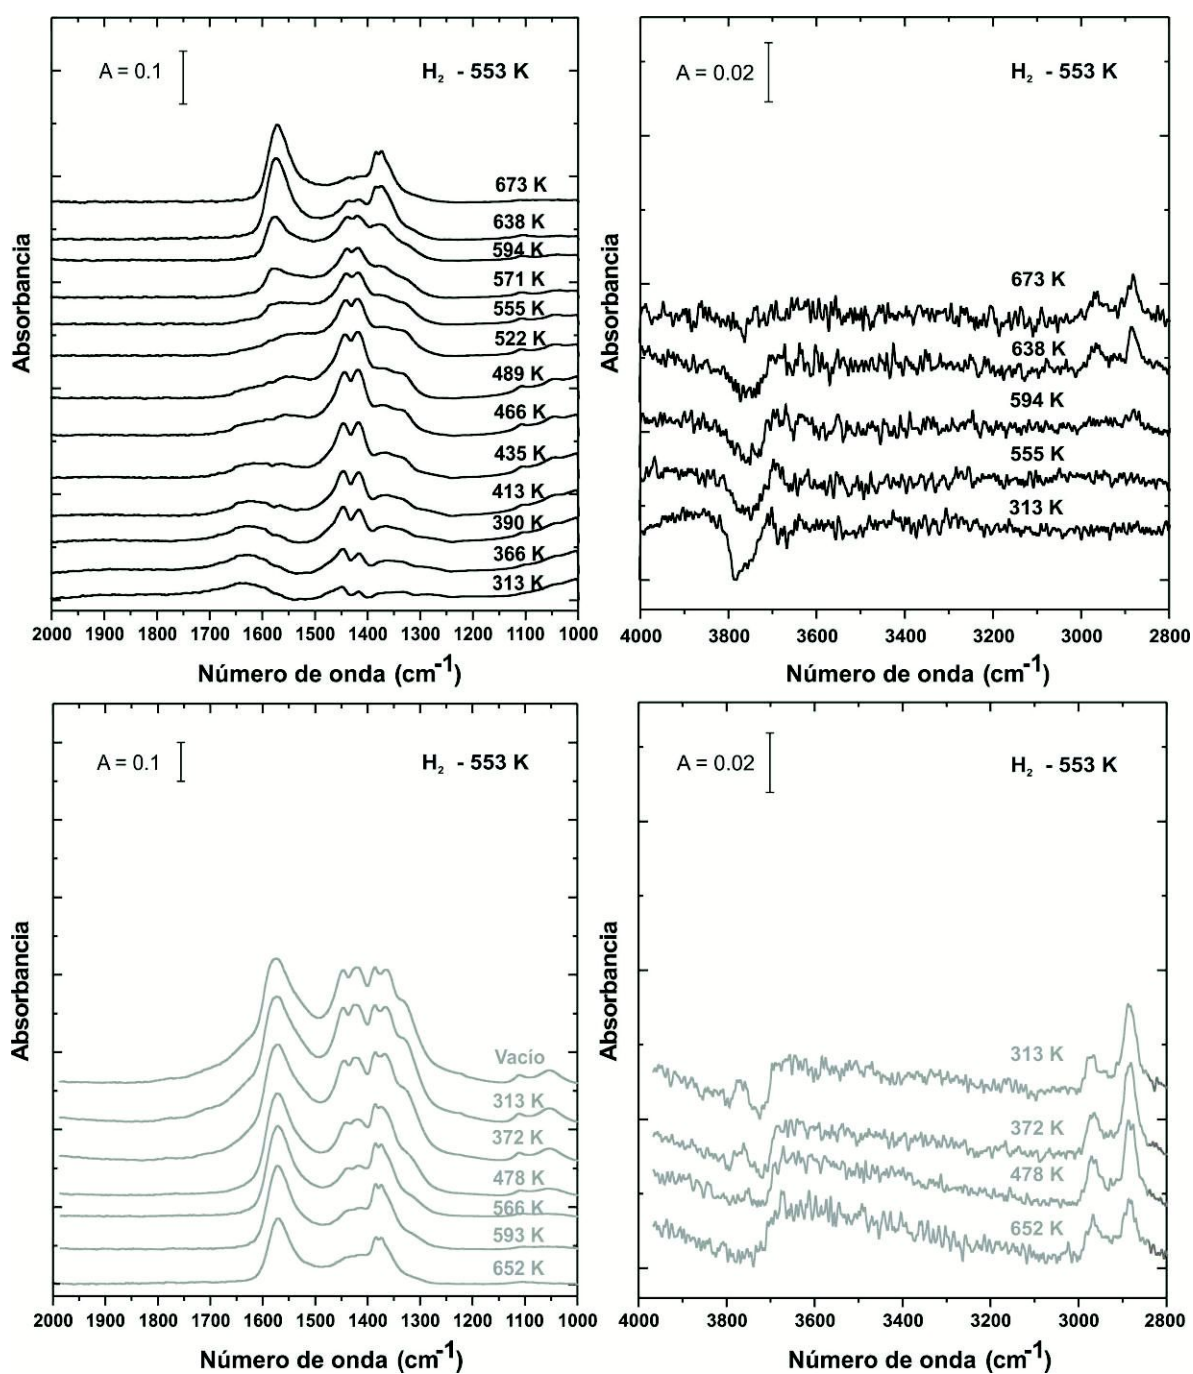 A = 0.1
H2 - 553 K
Absorbancia
673 K
638 K
594 K
571 K
555 K
522 K
489 K
466 K
435 K
413 K
390 K
366 K
313 K
2000 1900 1800 1700 1600 1500 1400 1300 1200 1100 1000
Número de onda (cm-1)
A = 0.02
H2 - 553 K
Absorbancia
673 K
638 K
594 K
555 K
313 K
4000 3800 3600 3400 3200 3000 2800
Número de onda (cm-1)
A = 0.1
H2 - 553 K
Absorbancia
Vacío
313 K
372 K
478 K
566 K
593 K
652 K
2000 1900 1800 1700 1600 1500 1400 1300 1200 1100 1000
Número de onda (cm-1)
A = 0.02
H2 - 553 K
Absorbancia
313 K
372 K
478 K
652 K
4000 3800 3600 3400 3200 3000 2800
Número de onda (cm-1)